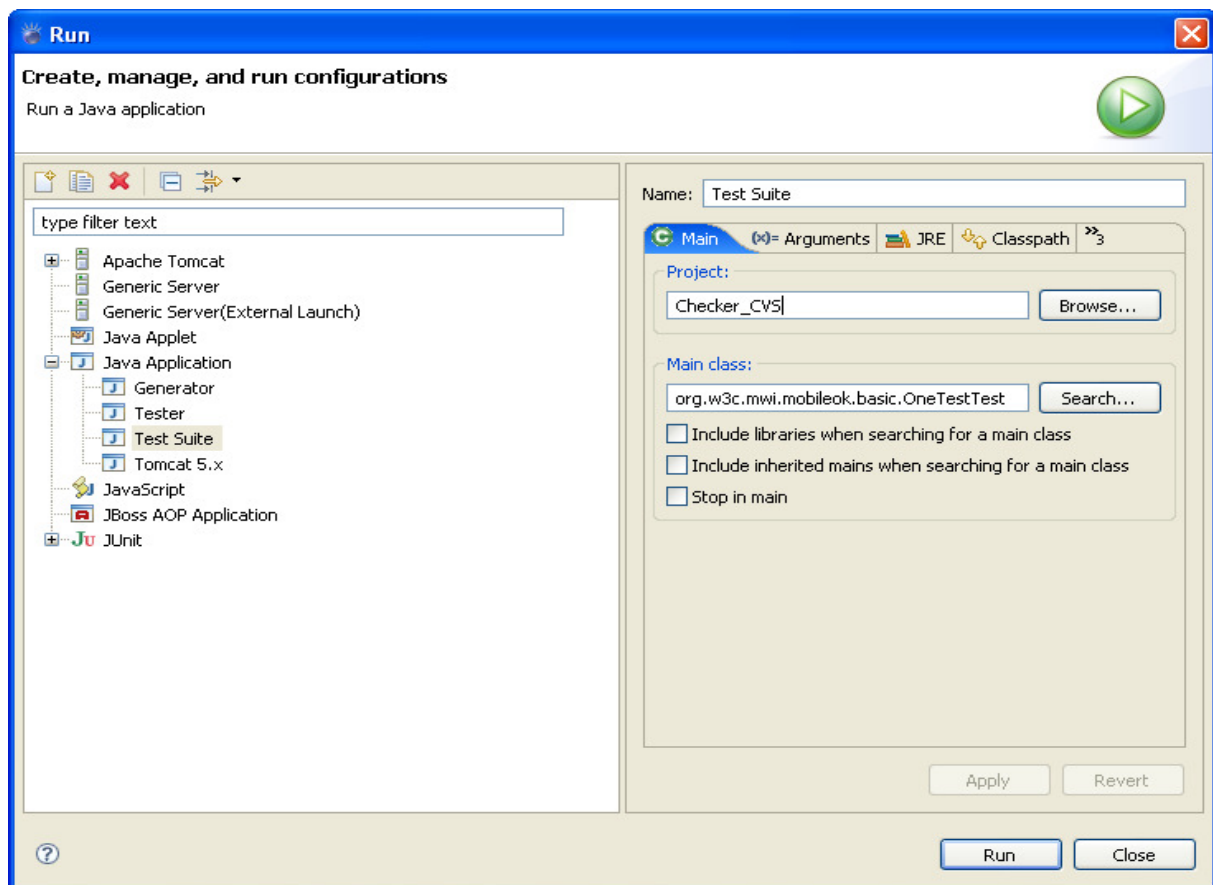 Run
Create, manage, and run configurations
Run a Java application
type filter text
Apache Tomcat
Generic Server
Generic Server(External Launch)
Java Applet
Java Application
Generator
Tester
Test Suite
Tomcat 5.x
JavaScript
JBoss AOP Application
Ju JUnit
Name: Test Suite
Main (x)= Arguments JRE Classpath »3
Project:
Checker_CVS Browse...
Main class:
org.w3c.mwi.mobileok.basic.OneTestTest Search...
Include libraries when searching for a main class
Include inherited mains when searching for a main class
Stop in main
Apply Revert
? Run Close